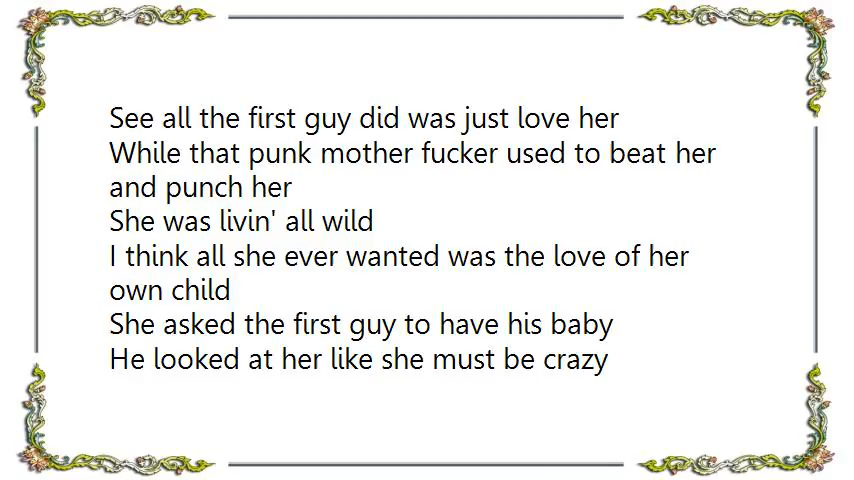 See all the first guy did was just love her
While that punk mother fucker used to beat her
and punch her
She was livin' all wild
I think all she ever wanted was the love of her
own child
She asked the first guy to have his baby
He looked at her like she must be crazy